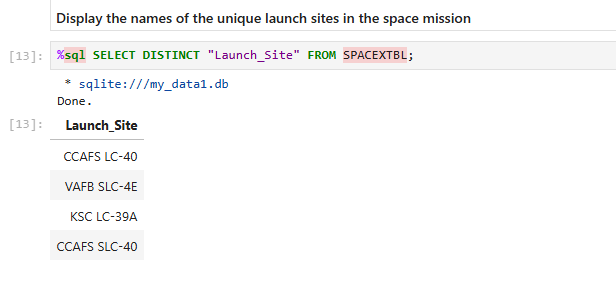 Display the names of the unique launch sites in the space mission
[13]: %sql SELECT DISTINCT "Launch_Site" FROM SPACEXTBL;
* sqlite:///my_data1.db
Done.
[13]: Launch_Site
CCAFS LC-40
VAFB SLC-4E
KSC LC-39A
CCAFS SLC-40